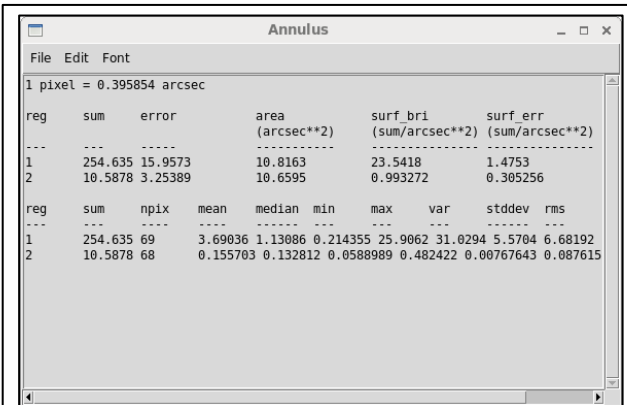 Annulus
File Edit Font
1 pixel = 0.395854 arcsec
reg sum error area surf_bri surf_err
(arcsec**2) (sum/arcsec**2) (sum/arcsec**2)
--- --- ----- ----------- -------------- ---------------
1 254.635 15.9573 10.8163 23.5418 1.4753
2 10.5878 3.25389 10.6595 0.993272 0.305256
reg sum npix mean median min max var stddev rms
--- --- ---- ---- ------ --- --- --- ------ ---
1 254.635 69 3.69036 1.13086 0.214355 25.9062 31.0294 5.5704 6.68192
2 10.5878 68 0.155703 0.132812 0.0588989 0.482422 0.00767643 0.087615